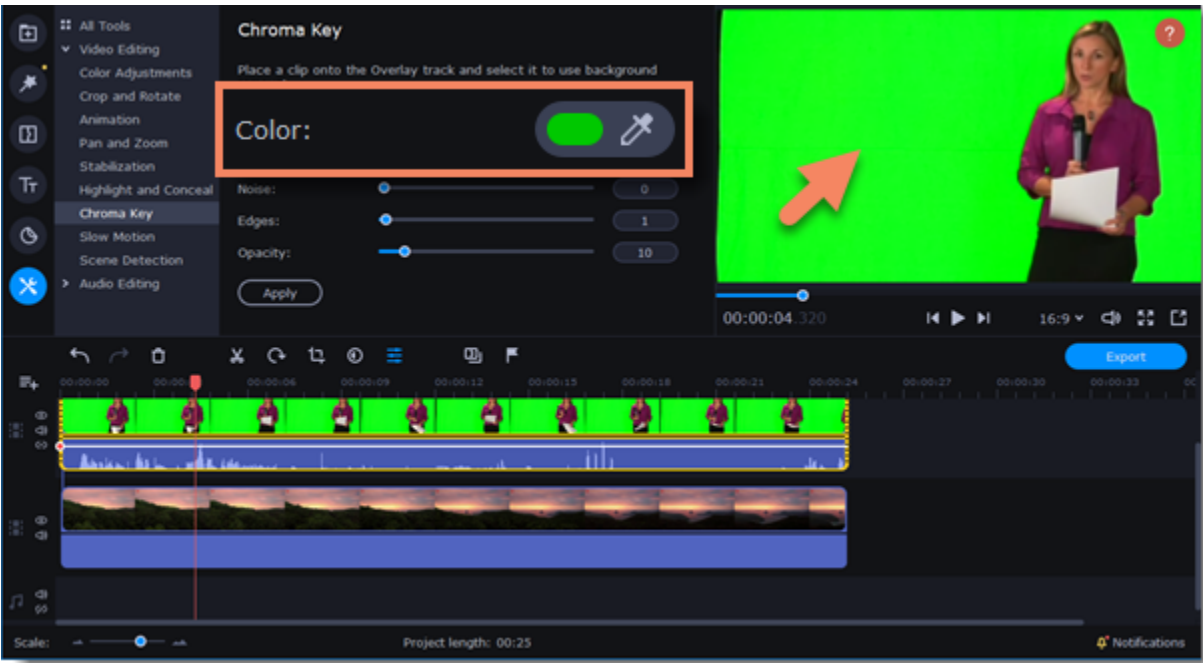 All Tools
Video Editing
Color Adjustments
Crop and Rotate
Animation
Pan and Zoom
Stabilization
Highlight and Conceal
Chroma Key
Slow Motion
Scene Detection
Audio Editing
Chroma Key
Place a clip onto the Overlay track and select it to use background
Color:
Noise: 0
Edges: 1
Opacity: 10
Apply
?
00:00:04.320
16:9
Export
00:00:00 00:00: 00:00:06 00:00:09 00:00:12 00:00:15 00:00:18 00:00:21 00:00:24 00:00:27 00:00:30 00:00:33 00
Scale:
Project length: 00:25
Notifications